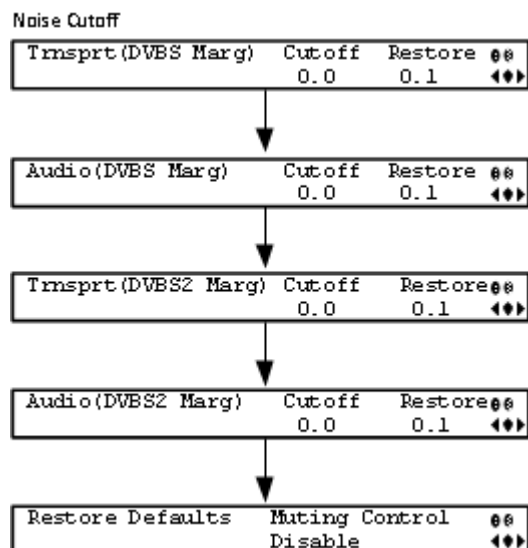 Noise Cutoff
Trnsprt(DVBS Marg) Cutoff Restore
0.0 0.1
Audio(DVBS Marg) Cutoff Restore
0.0 0.1
Trnsprt(DVBS2 Marg) Cutoff Restore
0.0 0.1
Audio(DVBS2 Marg) Cutoff Restore
0.0 0.1
Restore Defaults Muting Control
Disable